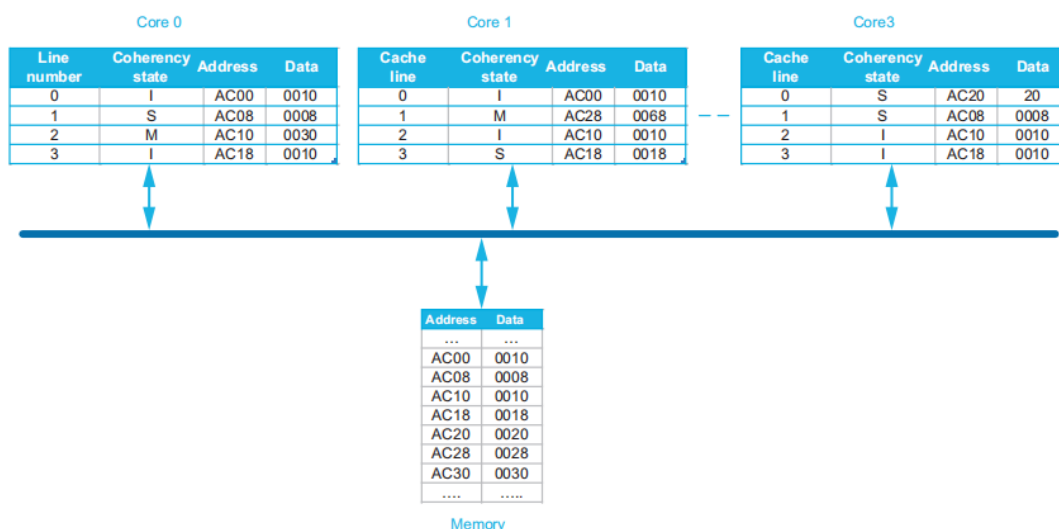 Core 0 Core 1 Core3
Line number Coherency state Address Data
0 I AC00 0010
1 S AC08 0008
2 M AC10 0030
3 I AC18 0010
Cache line Coherency state Address Data
0 I AC00 0010
1 M AC28 0068
2 I AC10 0010
3 S AC18 0018
Cache line Coherency state Address Data
0 S AC20 20
1 S AC08 0008
2 I AC10 0010
3 I AC18 0010
Address Data
... ...
AC00 0010
AC08 0008
AC10 0010
AC18 0018
AC20 0020
AC28 0028
AC30 0030
.... .....
Memory